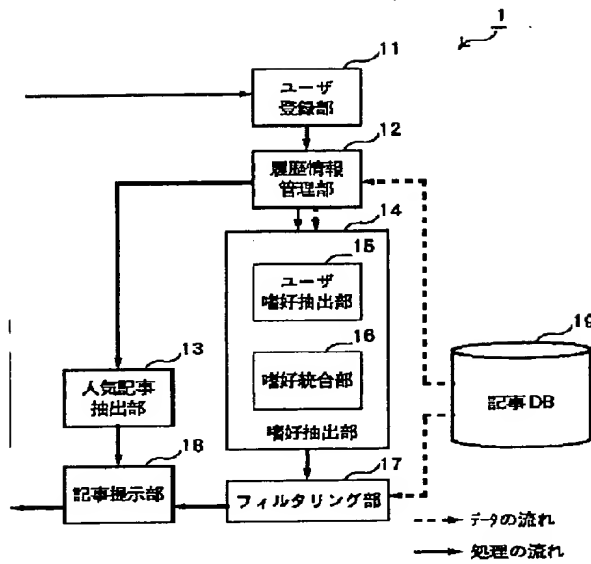 1
11
ユーザ
登録部
12
履歴情報
管理部
14
15
ユーザ
嗜好抽出部
16
嗜好統合部
嗜好抽出部
13
人気記事
抽出部
18
記事提示部
17
フィルタリング部
19
記事DB
データの流れ
処理の流れ